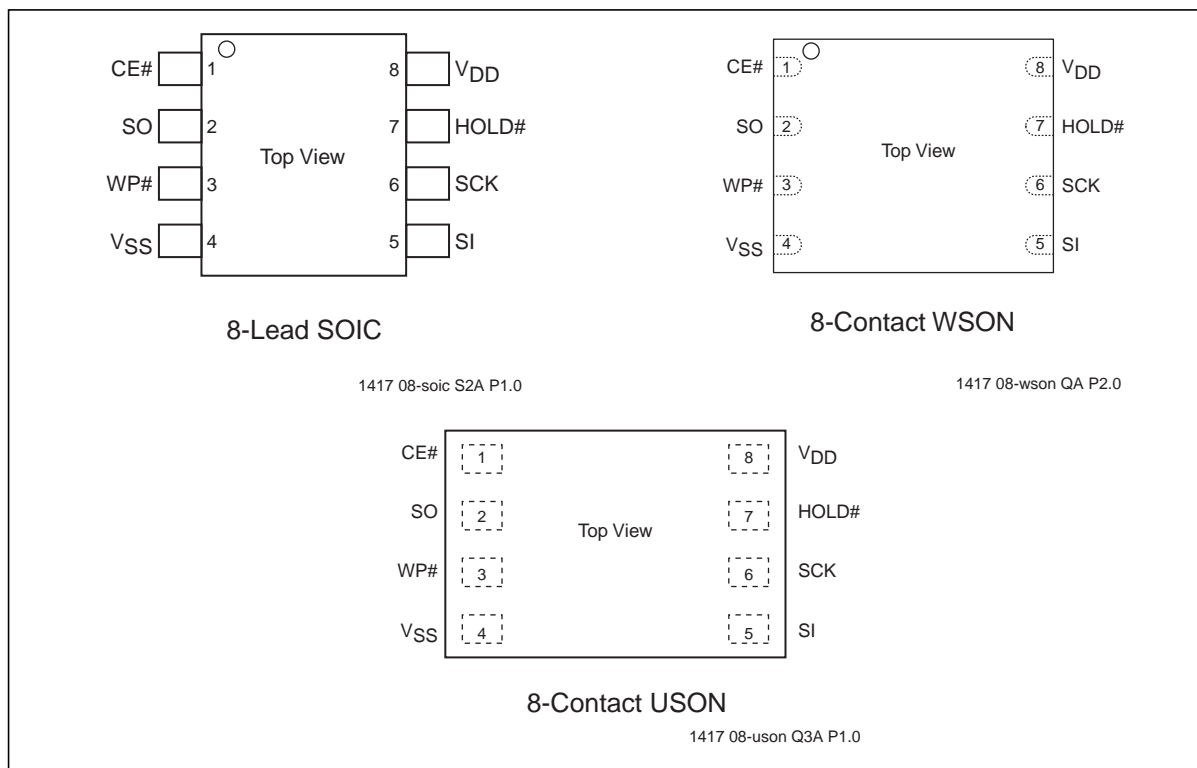 CE# 1 8 VDD
SO 2 7 HOLD#
Top View
WP# 3 6 SCK
VSS 4 5 SI
8-Lead SOIC
1417 08-soic S2A P1.0
CE# 1 8 VDD
SO 2 7 HOLD#
Top View
WP# 3 6 SCK
VSS 4 5 SI
8-Contact WSON
1417 08-wson QA P2.0
CE# 1 8 VDD
SO 2 7 HOLD#
Top View
WP# 3 6 SCK
VSS 4 5 SI
8-Contact USON
1417 08-uson Q3A P1.0